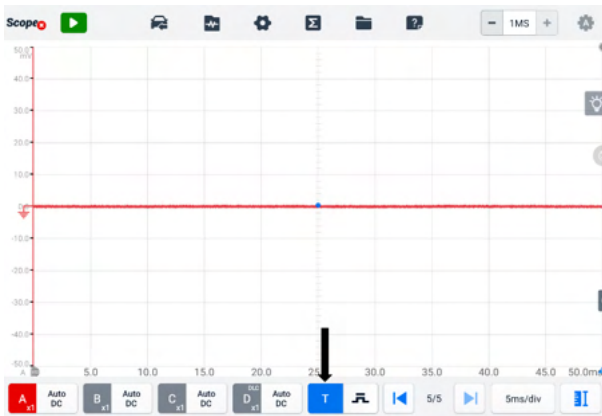 Scope
Σ
?
− 1MS +
A
50.0
mV
40.0
30.0
20.0
10.0
0.0
-10.0
-20.0
-30.0
-40.0
-50.0
A
5.0
10.0
15.0
20.0
30.0
35.0
40.0
45.0
50.0ms
A x1
Auto DC
B x1
Auto DC
C x1
Auto DC
DLC
D x1
Auto DC
T
5/5
5ms/div